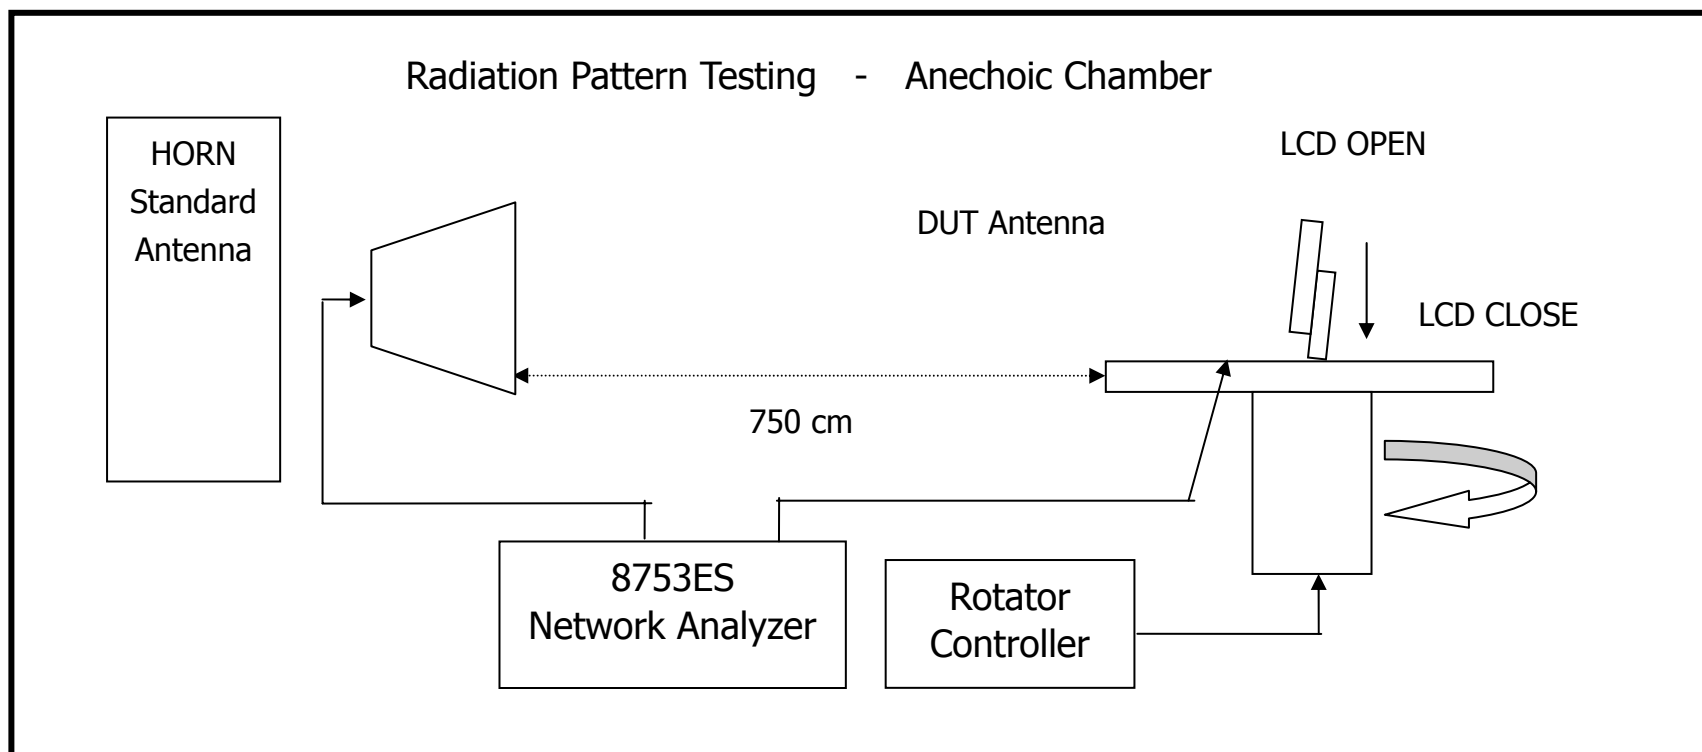 Radiation Pattern Testing - Anechoic Chamber
HORN
Standard
Antenna
LCD OPEN
DUT Antenna
LCD CLOSE
750 cm
8753ES
Network Analyzer
Rotator
Controller